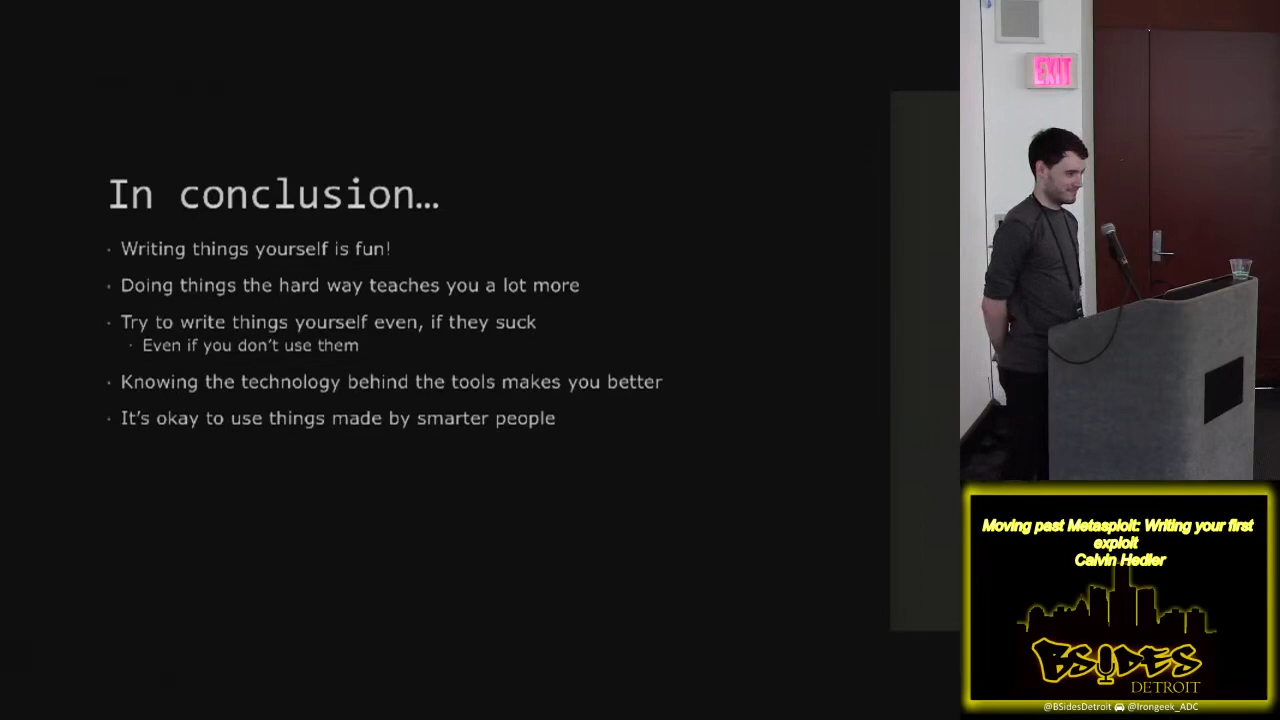 In conclusion…
· Writing things yourself is fun!
· Doing things the hard way teaches you a lot more
· Try to write things yourself even, if they suck
· Even if you don't use them
· Knowing the technology behind the tools makes you better
· It's okay to use things made by smarter people
EXIT
Moving past Metasploit: Writing your first
exploit
Calvin Hedler
BSIDES
DETROIT
@BSidesDetroit @Irongeek_ADC